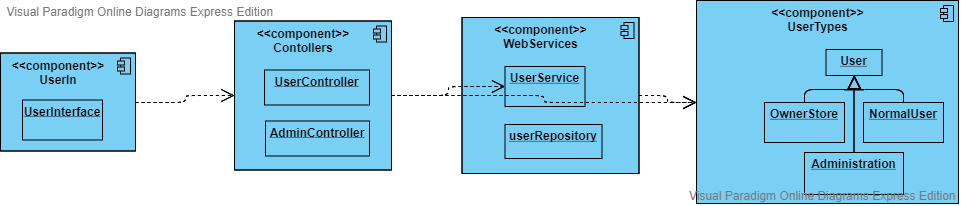 Visual Paradigm Online Diagrams Express Edition
<<component>>
UserIn
UserInterface
<<component>>
Contollers
UserController
AdminController
<<component>>
WebServices
UserService
userRepository
<<component>>
UserTypes
User
OwnerStore
NormalUser
Administration
Visual Paradigm Online Diagrams Express Edition